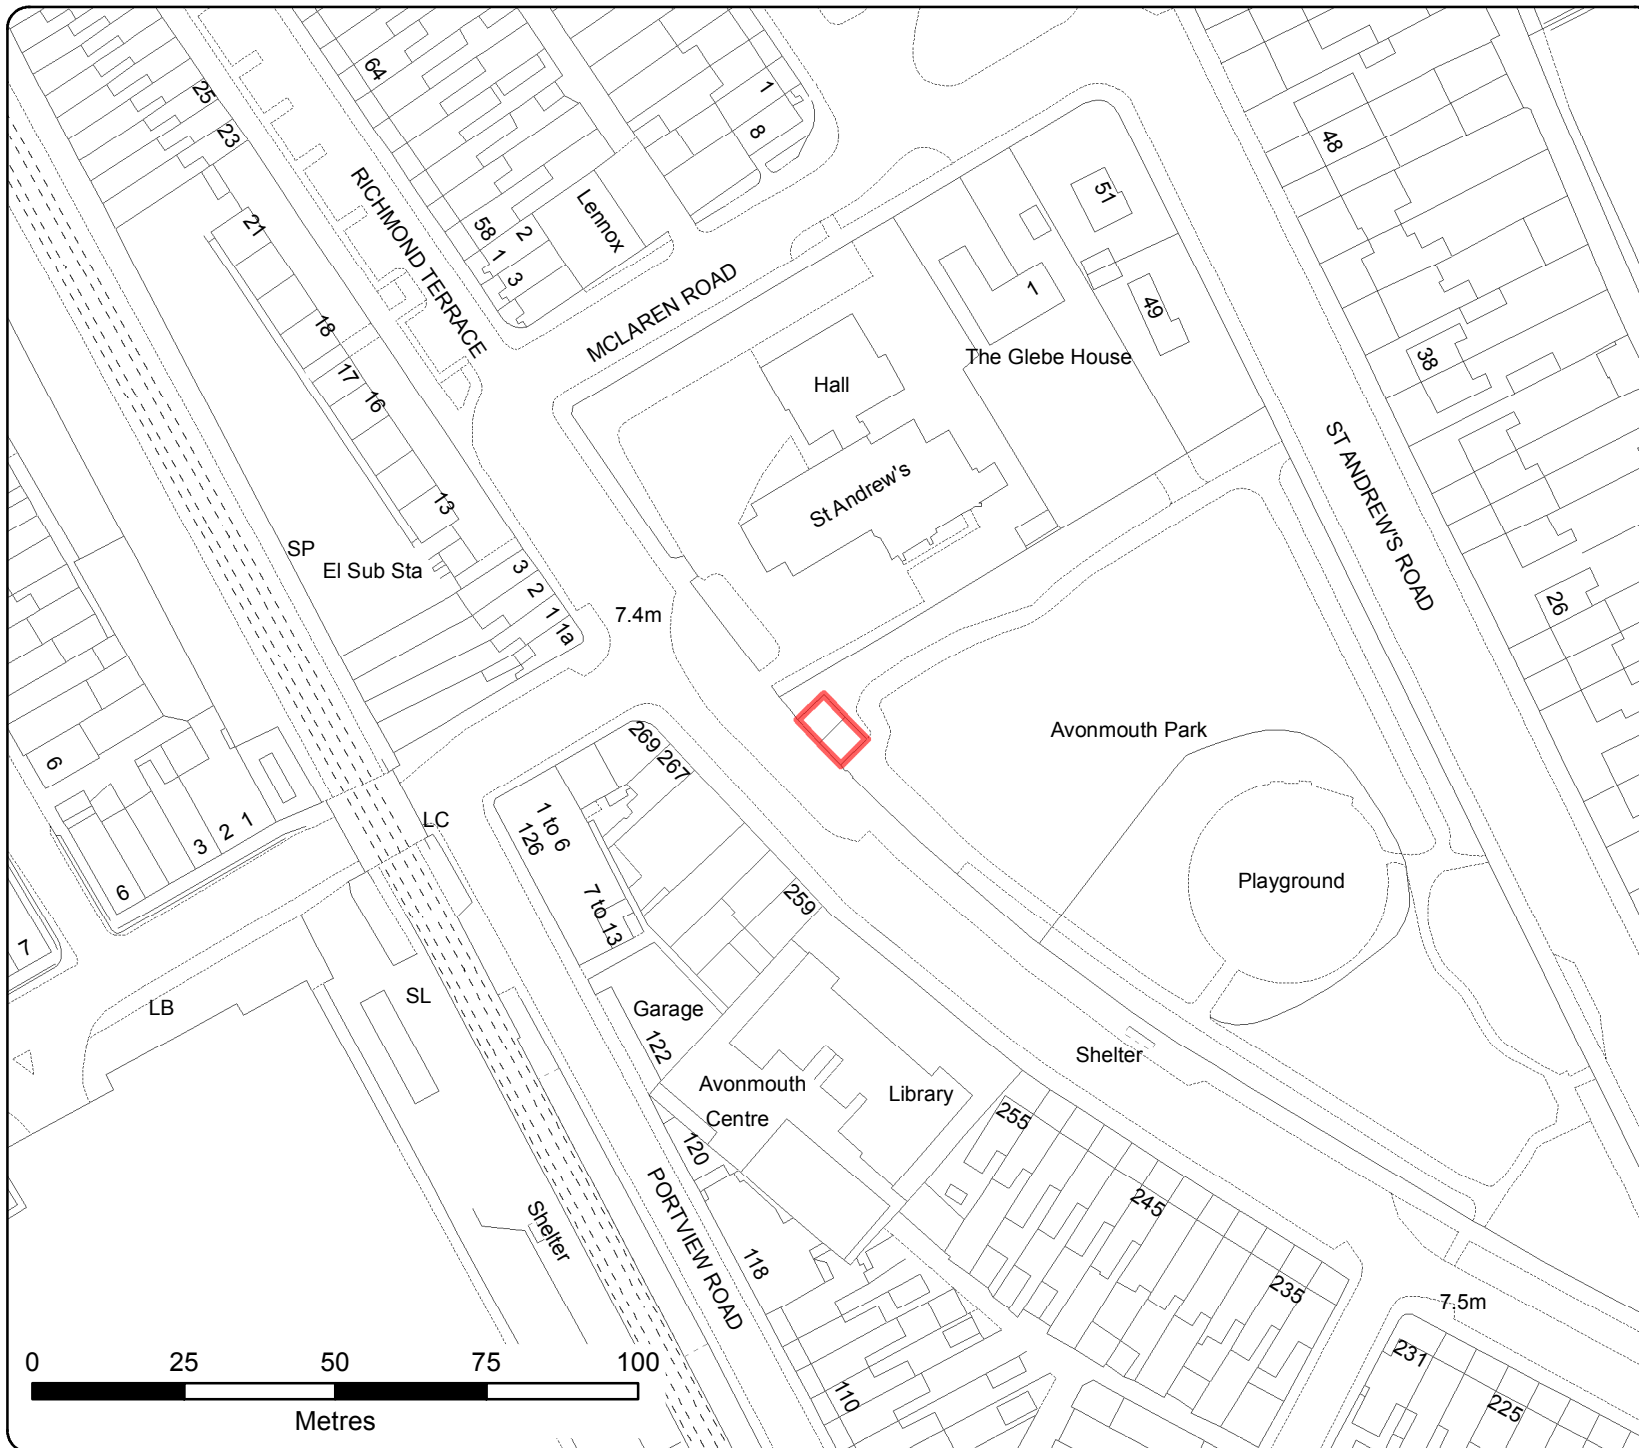 64
1
8
25
23
48
RICHMOND TERRACE
Lennox
51
21
58
2
1
3
MCLAREN ROAD
1
49
18
The Glebe House
38
Hall
17
16
ST ANDREW'S ROAD
St Andrew's
13
SP
El Sub Sta
3
2
1
1a
7.4m
26
269
267
Avonmouth Park
6
1 to 6
126
LC
3 2 1
6
7 to 13
259
Playground
7
LB
SL
Garage
122
Shelter
Avonmouth
Centre
Library
255
120
245
PORTVIEW ROAD
Shelter
118
235
7.5m
231
225
110
0 25 50 75 100
Metres